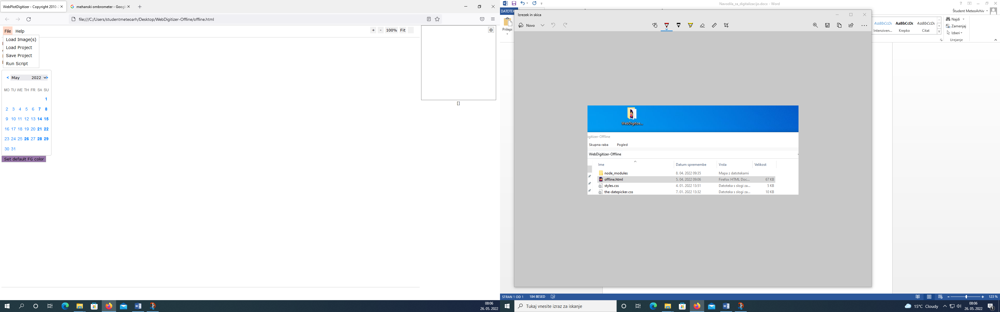 WebPlotDigitizer - Copyright 2010-2
mehanski ombrometer - Google
file:///C:/Users/studentmeteoarh/Desktop/WebDigitizer-Offline/offline.html
File Help
+ - 100% Fit
Load Image(s)
Load Project
Save Project
Run Script
< May 2022 >
MO TU WE TH FR SA SU
1
2 3 4 5 6 7 8
9 10 11 12 13 14 15
16 17 18 19 20 21 22
23 24 25 26 27 28 29
30 31
Set default FG color
[]
08:06
26. 05. 2022
Navodila_za_digitalizacijo.docx - Word
DATOTEK
Študent MeteoArhiv
Prilepi
Izrezek in skica
Novo
AaBbCcDc AaBbCcDc AaBbCcDc
Intenziven... Krepko Citat
Najdi
Zamenjaj
Izberi
Urejanje
WebDigitize...
igitizer-Offline
Skupna raba Pogled
WebDigitizer-Offline
Ime Datum spremembe Vrsta Velikost
node_modules 8. 04. 2022 09:35 Mapa z datotekami
offline.html 5. 04. 2022 09:06 Firefox HTML Doc... 67 KB
styles.css 4. 01. 2022 13:51 Datoteka s slogi za... 5 KB
the-datepicker.css 7. 01. 2022 13:32 Datoteka s slogi za... 10 KB
STRAN 1 OD 1 184 BESED
123 %
Tukaj vnesite izraz za iskanje
15°C Cloudy
08:06
26. 05. 2022
1